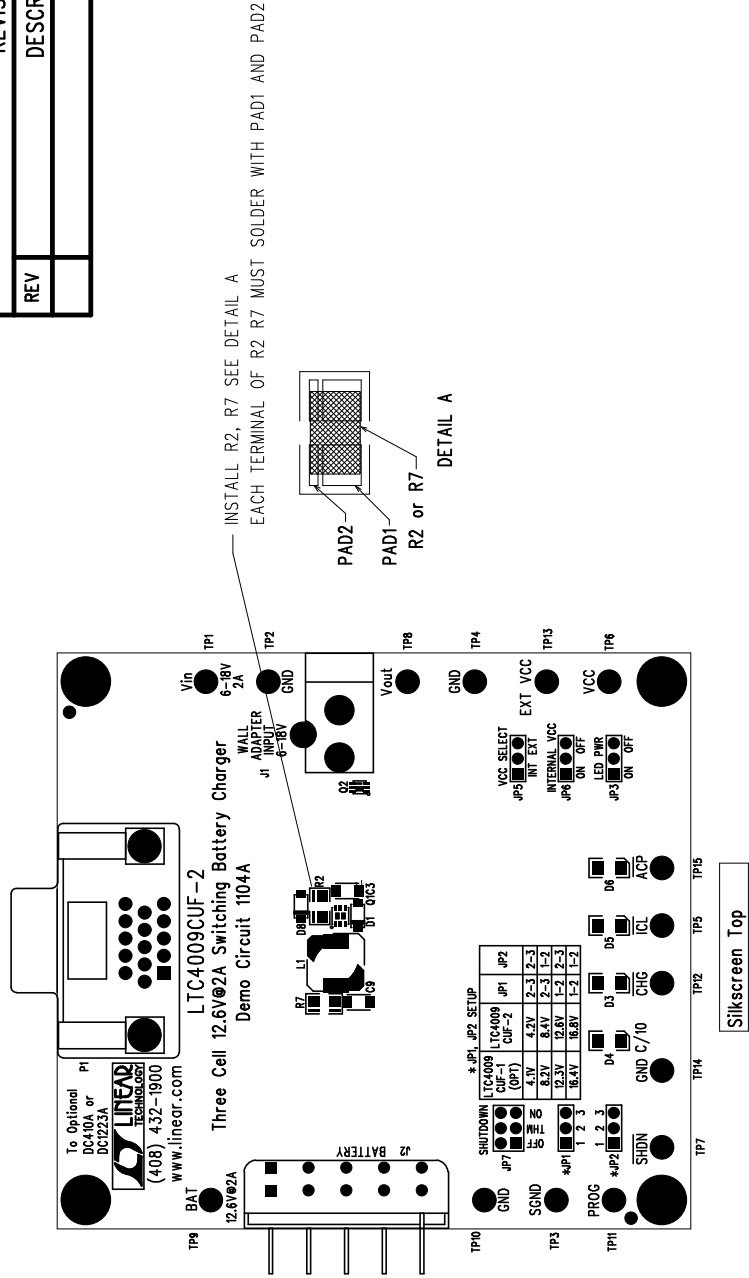 REVIS
REV
DESCR
INSTALL R2, R7 SEE DETAIL A
EACH TERMINAL OF R2 R7 MUST SOLDER WITH PAD1 AND PAD2
PAD2
PAD1
R2 or R7
DETAIL A
To Optional
DC410A or
DC1223A
P1
LINEAR
TECHNOLOGY
(408) 432-1900
www.linear.com
LTC4009CUF-2
Three Cell 12.6V@2A Switching Battery Charger
Demo Circuit 1104A
TP9
BAT
12.6V@2A
J2 BATTERY
Vin
6-18V
2A
TP1
GND
TP2
WALL
ADAPTER
INPUT
6-18V
J1
Q2
R7
L1
C9
D8
R2
Q1
C3
D1
Vout
TP8
GND
TP4
EXT VCC
TP13
VCC
TP6
VCC SELECT
JP5
INT EXT
INTERNAL VCC
JP6
ON OFF
LED PWR
JP3
ON OFF
TP10
GND
TP3
SGND
TP11
PROG
SHUTDOWN
JP7
OFF THM ON
*JP1
1 2 3
*JP2
1 2 3
*JP1, JP2 SETUP
LTC4009 CUF-1 (OPT) LTC4009 CUF-2 JP1 JP2
4.1V 4.2V 2-3 2-3
8.2V 8.4V 2-3 1-2
12.3V 12.6V 1-2 2-3
16.4V 16.8V 1-2 1-2
D4
D3
D5
D6
SHDN
GND
C/10
CHG
ICL
ACP
TP7
TP14
TP12
TP5
TP15
Silkscreen Top